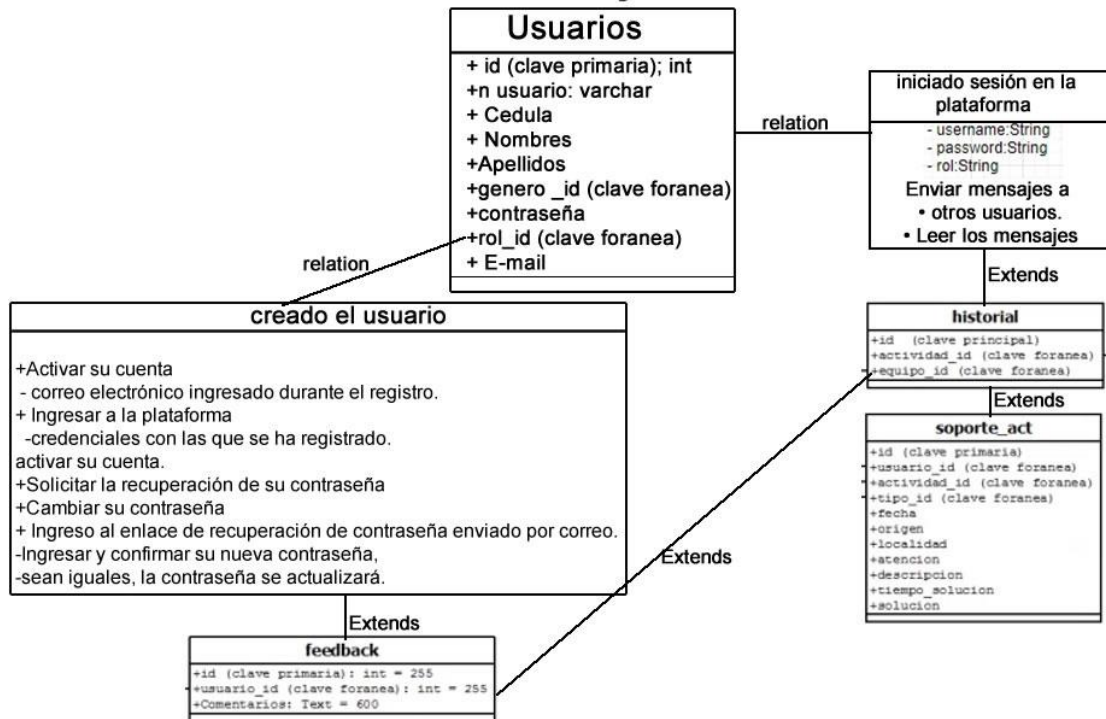 Usuarios
+ id (clave primaria); int
+n usuario: varchar
+ Cedula
+ Nombres
+Apellidos
+genero _id (clave foranea)
+contraseña
+rol_id (clave foranea)
+ E-mail
relation
iniciado sesión en la
plataforma
- username:String
- password:String
- rol:String
Enviar mensajes a
• otros usuarios.
• Leer los mensajes
relation
creado el usuario
+Activar su cuenta
- correo electrónico ingresado durante el registro.
+ Ingresar a la plataforma
-credenciales con las que se ha registrado.
activar su cuenta.
+Solicitar la recuperación de su contraseña
+Cambiar su contraseña
+ Ingreso al enlace de recuperación de contraseña enviado por correo.
-Ingresar y confirmar su nueva contraseña,
-sean iguales, la contraseña se actualizará.
Extends
historial
+id (clave principal)
+actividad_id (clave foranea)
+equipo_id (clave foranea)
Extends
soporte_act
+id (clave primaria)
+usuario_id (clave foranea)
+actividad_id (clave foranea)
+tipo_id (clave foranea)
+fecha
+origen
+localidad
+atencion
+descripcion
+tiempo_solucion
+solucion
Extends
Extends
feedback
+id (clave primaria): int = 255
+usuario_id (clave foranea): int = 255
+Comentarios: Text = 600